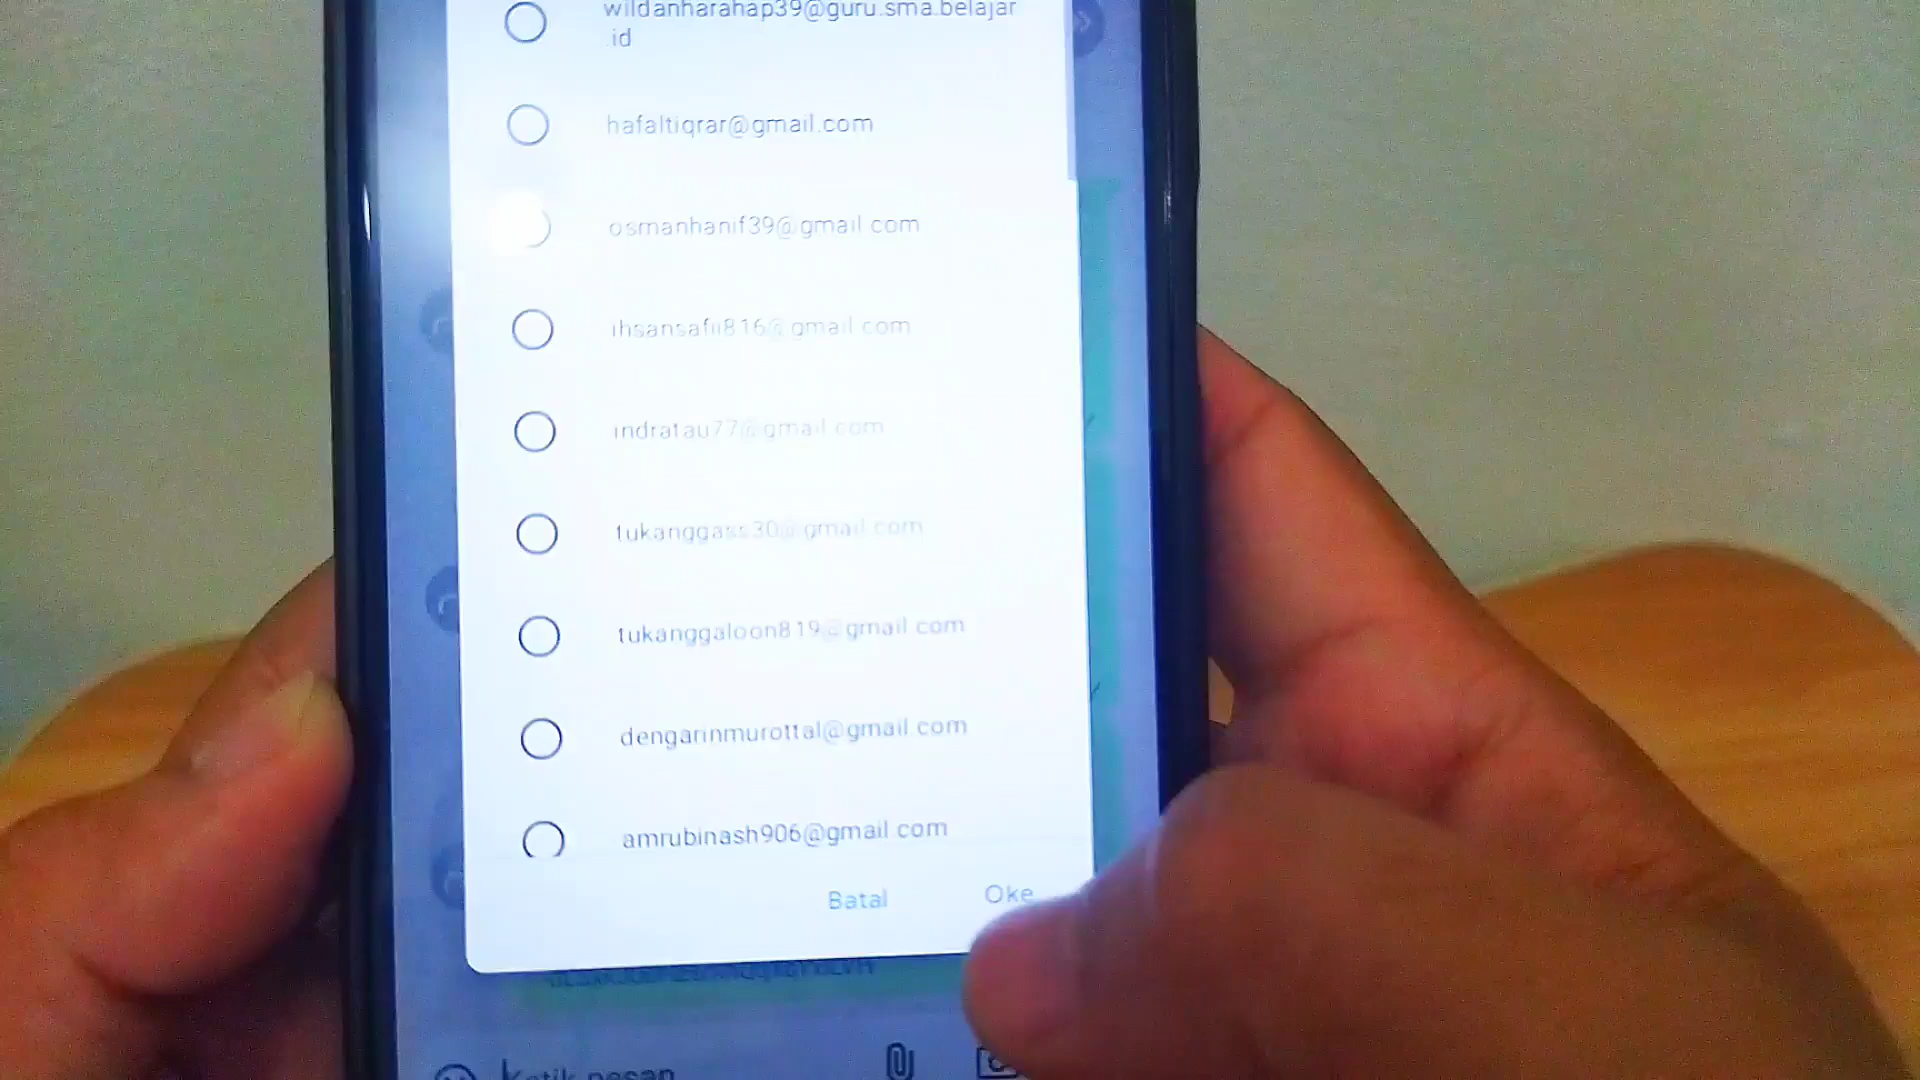 wildanharahap39@guru.sma.belajar
.id
hafaltiqrar@gmail.com
osmanhanif39@gmail.com
ihsansafii816@gmail.com
indratau77@gmail.com
tukanggass30@gmail.com
tukanggaloon819@gmail.com
dengarinmurottal@gmail.com
amrubinash906@gmail.com
Batal
Oke
Ketik pesan